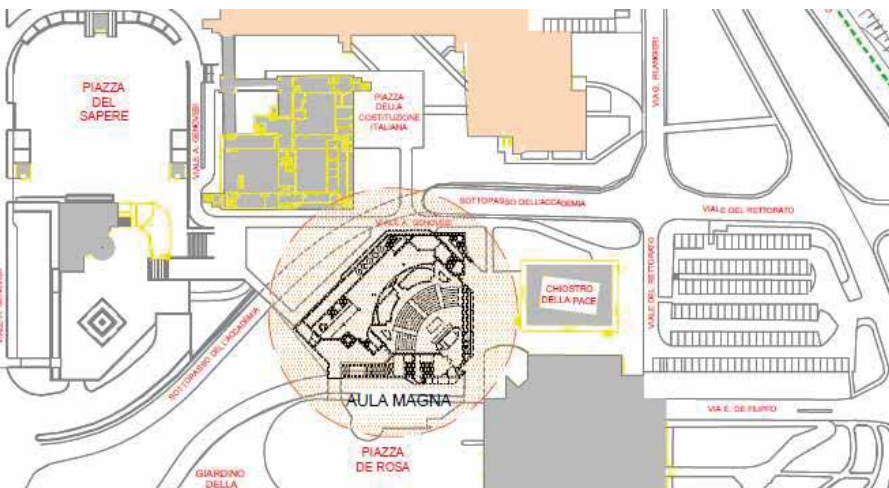 PIAZZA
DEL
SAPERE
VIALE A. GENOVESI
PIAZZA
DELLA
COSTITUZIONE
ITALIANA
VIA G. FILANGIERI
SOTTOPASSO DELL'ACCADEMIA
VIALE DEL RETTORATO
VIALE A. GENOVESI
VIALE DEL RETTORATO
CHIOSTRO
DELLA PACE
SOTTOPASSO DELL'ACCADEMIA
AULA MAGNA
VIA E. DE FILIPPO
PIAZZA
DE ROSA
GIARDINO
DELLA